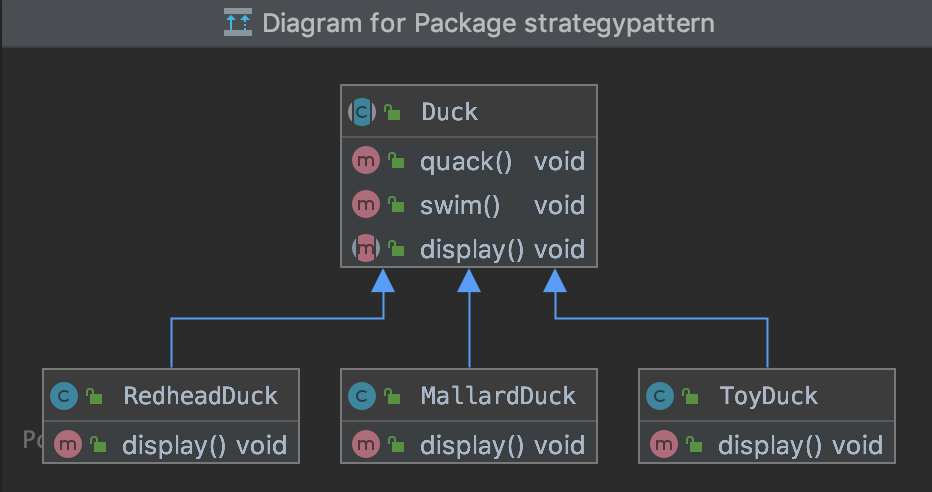 Diagram for Package strategypattern
Duck
quack() void
swim() void
display() void
RedheadDuck
display() void
MallardDuck
display() void
ToyDuck
display() void